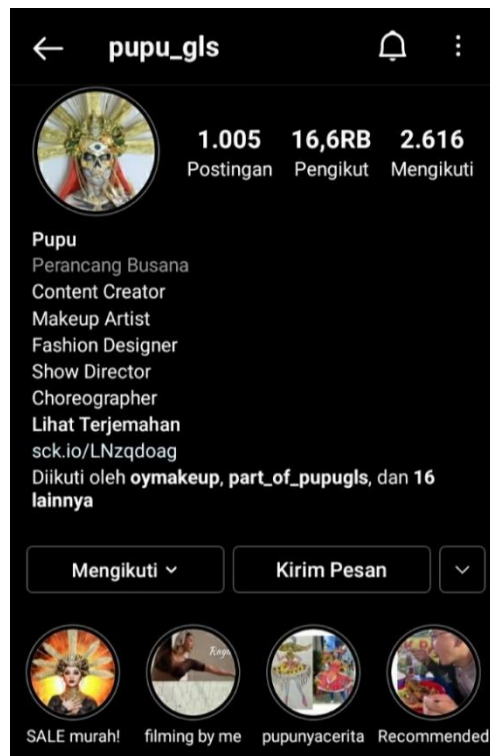 pupu_gls
1.005 16,6RB 2.616
Postingan Pengikut Mengikuti
Pupu
Perancang Busana
Content Creator
Makeup Artist
Fashion Designer
Show Director
Choreographer
Lihat Terjemahan
sck.io/LNzqdoag
Diikuti oleh oymakeup, part_of_pupugls, dan 16
lainnya
Mengikuti Kirim Pesan
SALE murah! filming by me pupunyacerita Recommended